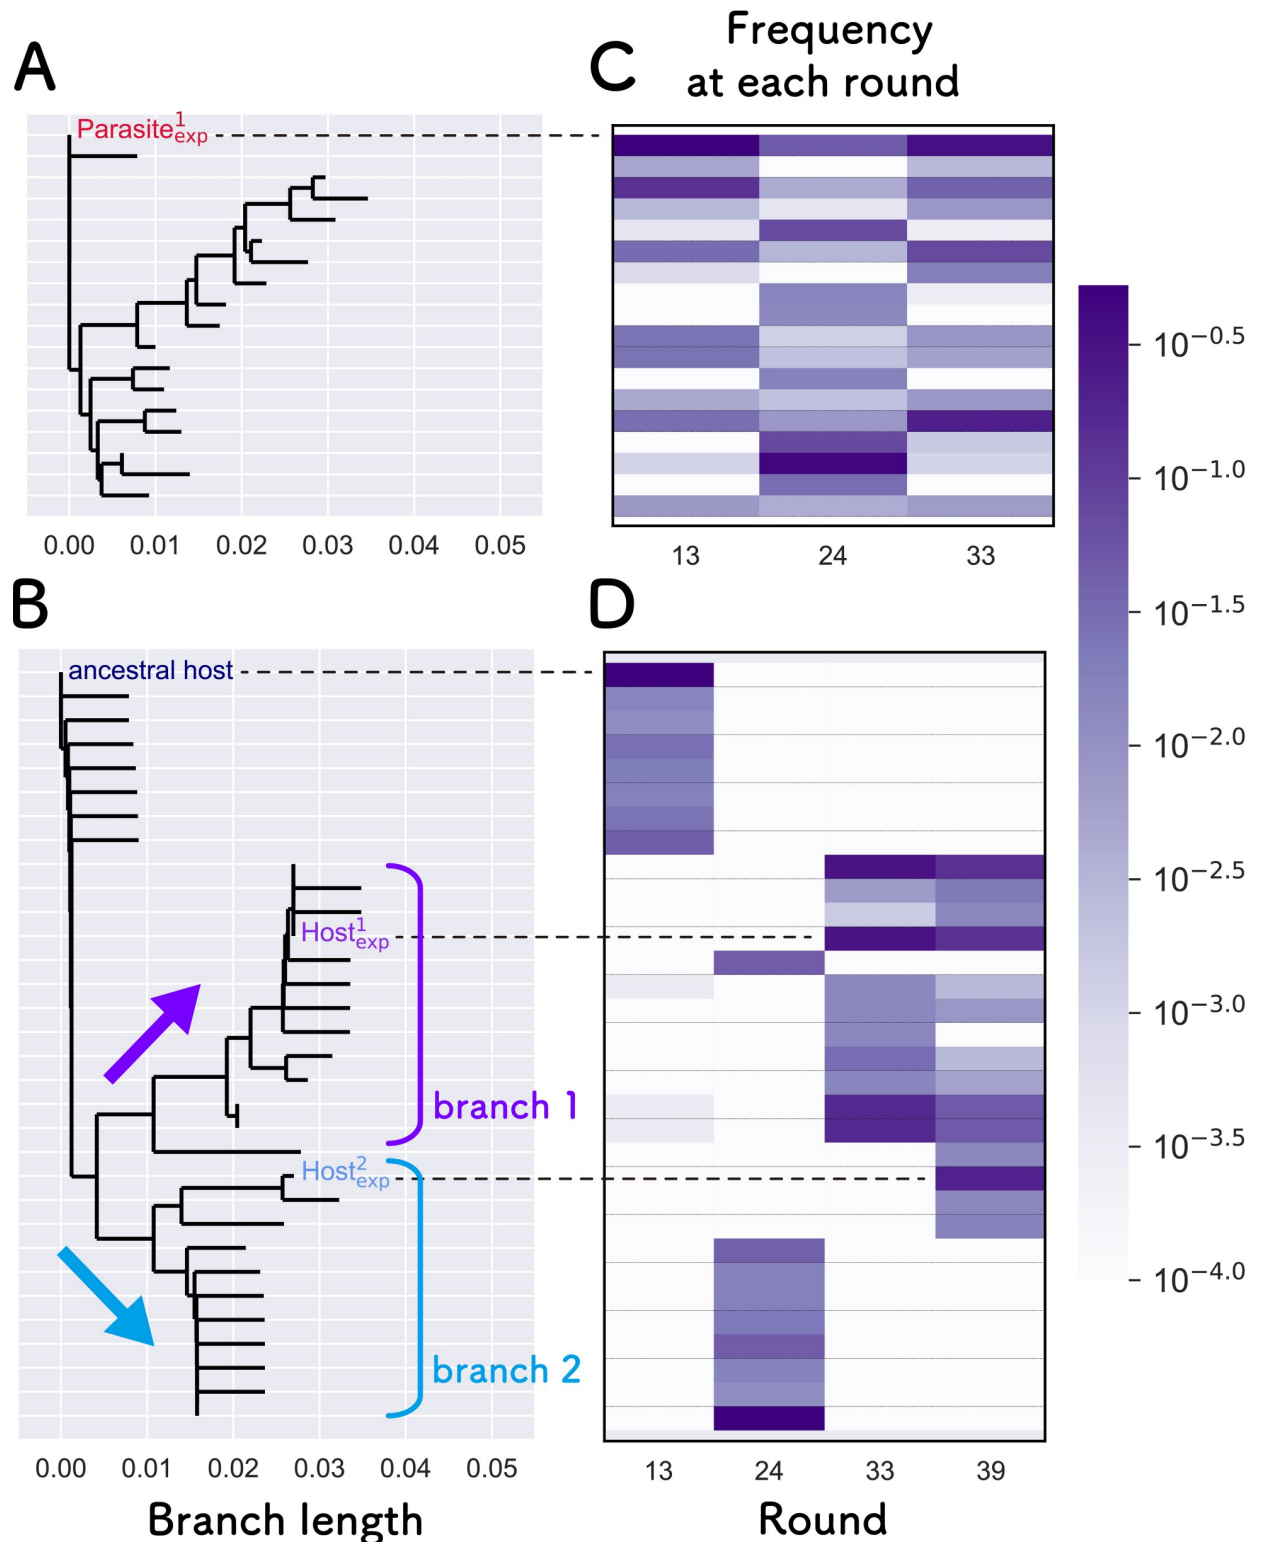 A
C
Frequency
at each round
Parasite¹exp
0.00 0.01 0.02 0.03 0.04 0.05
13 24 33
10⁻⁰·⁵
10⁻¹·⁰
10⁻¹·⁵
10⁻²·⁰
10⁻²·⁵
10⁻³·⁰
10⁻³·⁵
10⁻⁴·⁰
B
D
ancestral host
Host¹exp
branch 1
Host²exp
branch 2
0.00 0.01 0.02 0.03 0.04 0.05
13 24 33 39
Branch length
Round